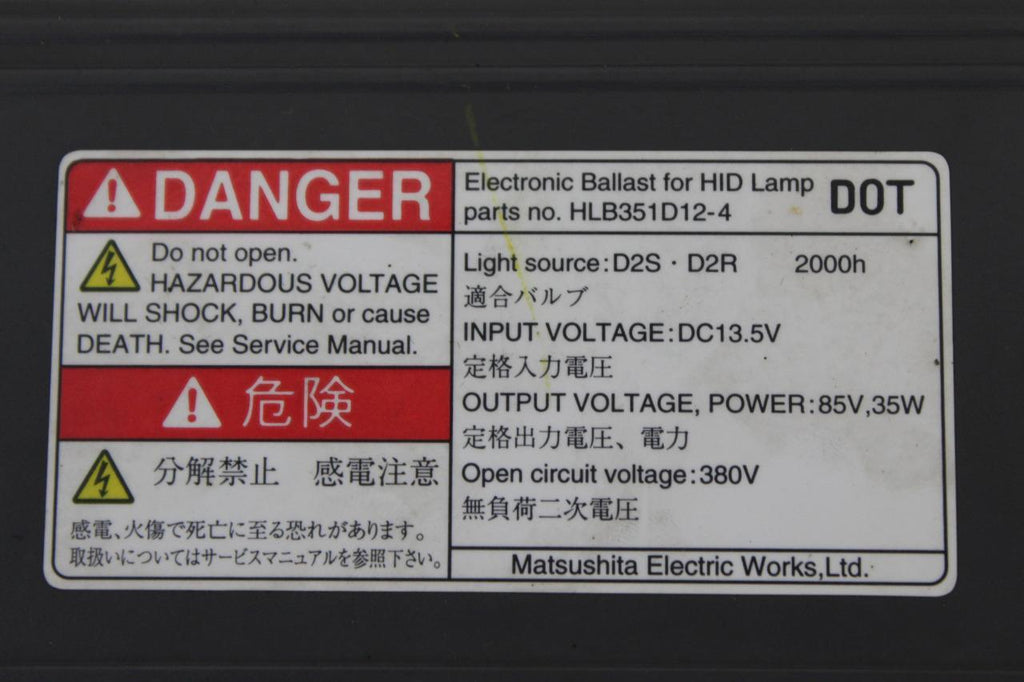 DANGER
Do not open.
HAZARDOUS VOLTAGE
WILL SHOCK, BURN or cause
DEATH. See Service Manual.
危険
分解禁止 感電注意
感電、火傷で死亡に至る恐れがあります。
取扱いについてはサービスマニュアルを参照下さい。
Electronic Ballast for HID Lamp
parts no. HLB351D12-4
DOT
Light source:D2S・D2R 2000h
適合バルブ
INPUT VOLTAGE:DC13.5V
定格入力電圧
OUTPUT VOLTAGE, POWER:85V,35W
定格出力電圧、電力
Open circuit voltage:380V
無負荷二次電圧
Matsushita Electric Works,Ltd.